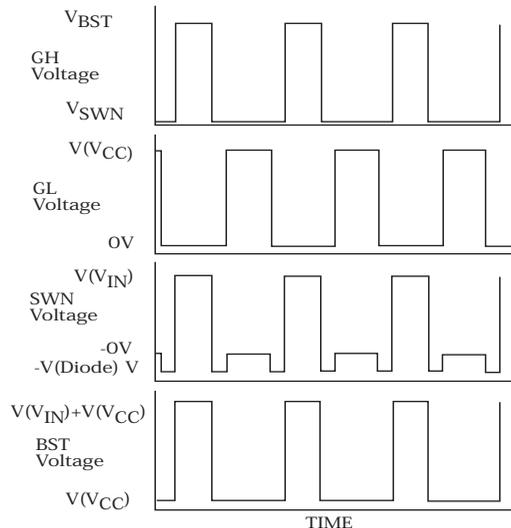 VBST
GH
Voltage
VSWN
V(VCC)
GL
Voltage
0V
V(VIN)
SWN
Voltage
-0V
-V(Diode) V
V(VIN)+V(VCC)
BST
Voltage
V(VCC)
TIME